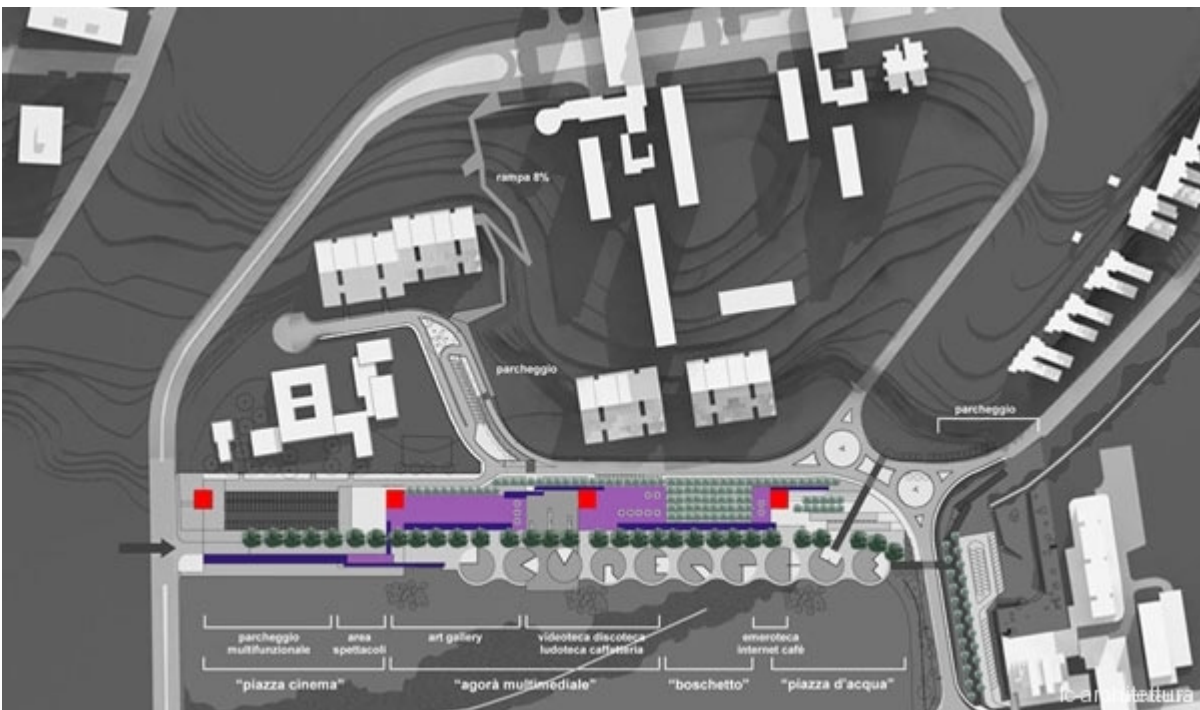 rampa 8%
parcheggio
parcheggio
parcheggio
multifunzionale
area
spettacoli
art gallery
videoteca discoteca
ludoteca caffetteria
emeroteca
internet cafè
"piazza cinema"
"agorà multimediale"
"boschetto"
"piazza d'acqua"